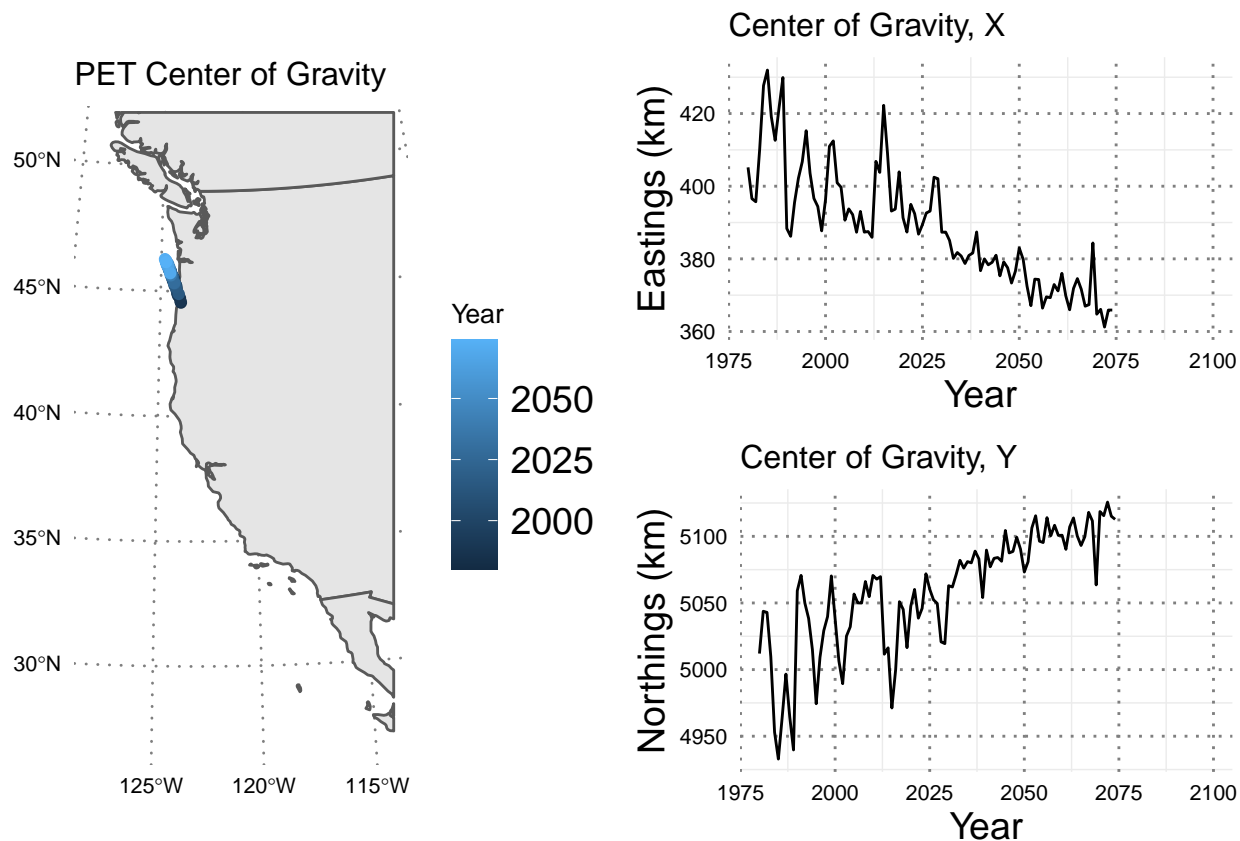 PET Center of Gravity
50°N
45°N
40°N
35°N
30°N
125°W 120°W 115°W
Year
2050
2025
2000
Center of Gravity, X
Eastings (km)
420
400
380
360
1975 2000 2025 2050 2075 2100
Year
Center of Gravity, Y
Northings (km)
5100
5050
5000
4950
1975 2000 2025 2050 2075 2100
Year